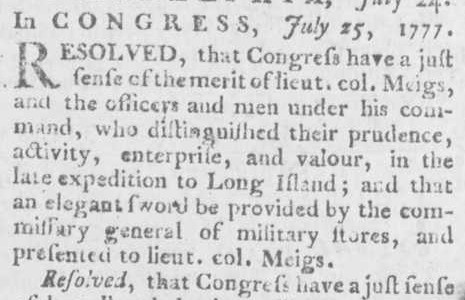 In CONGRESS, July 25, 1777.
RESOLVED, that Congreſs have a juſt
ſenſe of the merit of lieut. col. Meigs,
and the officers and men under his com-
mand, who diſtinguiſhed their prudence,
activity, enterpriſe, and valour, in the
late expedition to Long Iſland; and that
an elegant ſword be provided by the com-
miſſary general of military ſtores, and
preſented to lieut. col. Meigs.
Reſolved, that Congreſs have a juſt ſenſe